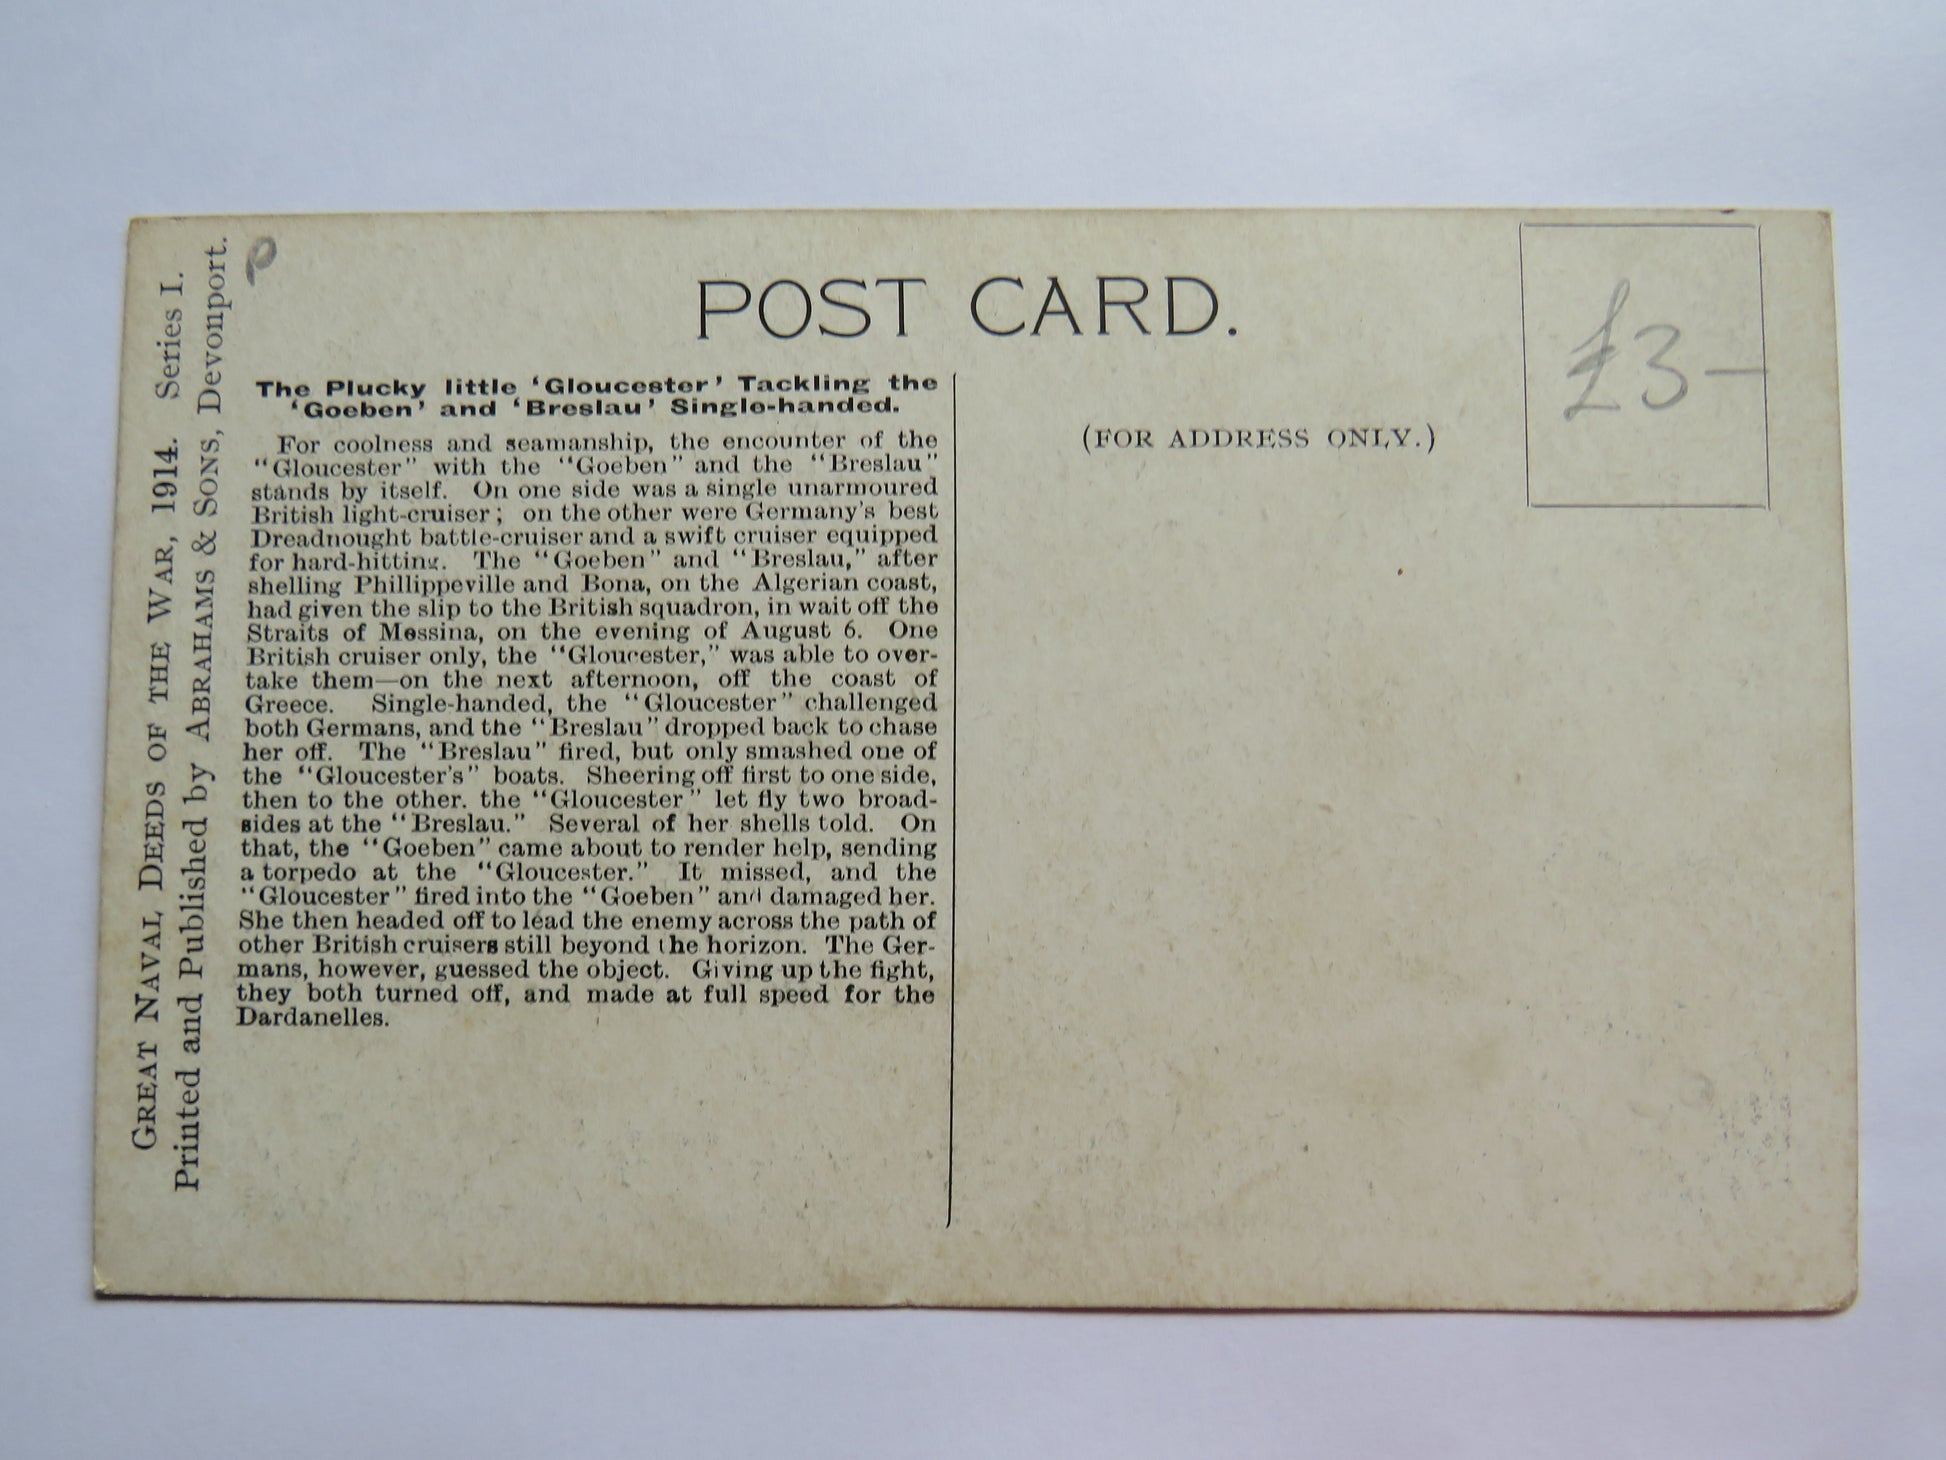 GREAT NAVAL DEEDS OF THE WAR, 1914. Series I.
Printed and Published by ABRAHAMS & SONS, Devonport.
P
POST CARD.
The Plucky little ‘Gloucester’ Tackling the
‘Goeben’ and ‘Breslau’ Single-handed.
For coolness and seamanship, the encounter of the
“Gloucester” with the “Goeben” and the “Breslau”
stands by itself. On one side was a single unarmoured
British light-cruiser; on the other were Germany's best
Dreadnought battle-cruiser and a swift cruiser equipped
for hard-hitting. The “Goeben” and “Breslau,” after
shelling Phillippeville and Bona, on the Algerian coast,
had given the slip to the British squadron, in wait off the
Straits of Messina, on the evening of August 6. One
British cruiser only, the “Gloucester,” was able to over-
take them—on the next afternoon, off the coast of
Greece. Single-handed, the “Gloucester” challenged
both Germans, and the “Breslau” dropped back to chase
her off. The “Breslau” fired, but only smashed one of
the “Gloucester's” boats. Sheering off first to one side,
then to the other. the “Gloucester” let fly two broad-
sides at the “Breslau.” Several of her shells told. On
that, the “Goeben” came about to render help, sending
a torpedo at the “Gloucester.” It missed, and the
“Gloucester” fired into the “Goeben” and damaged her.
She then headed off to lead the enemy across the path of
other British cruisers still beyond the horizon. The Ger-
mans, however, guessed the object. Giving up the fight,
they both turned off, and made at full speed for the
Dardanelles.
(FOR ADDRESS ONLY.)
£3-